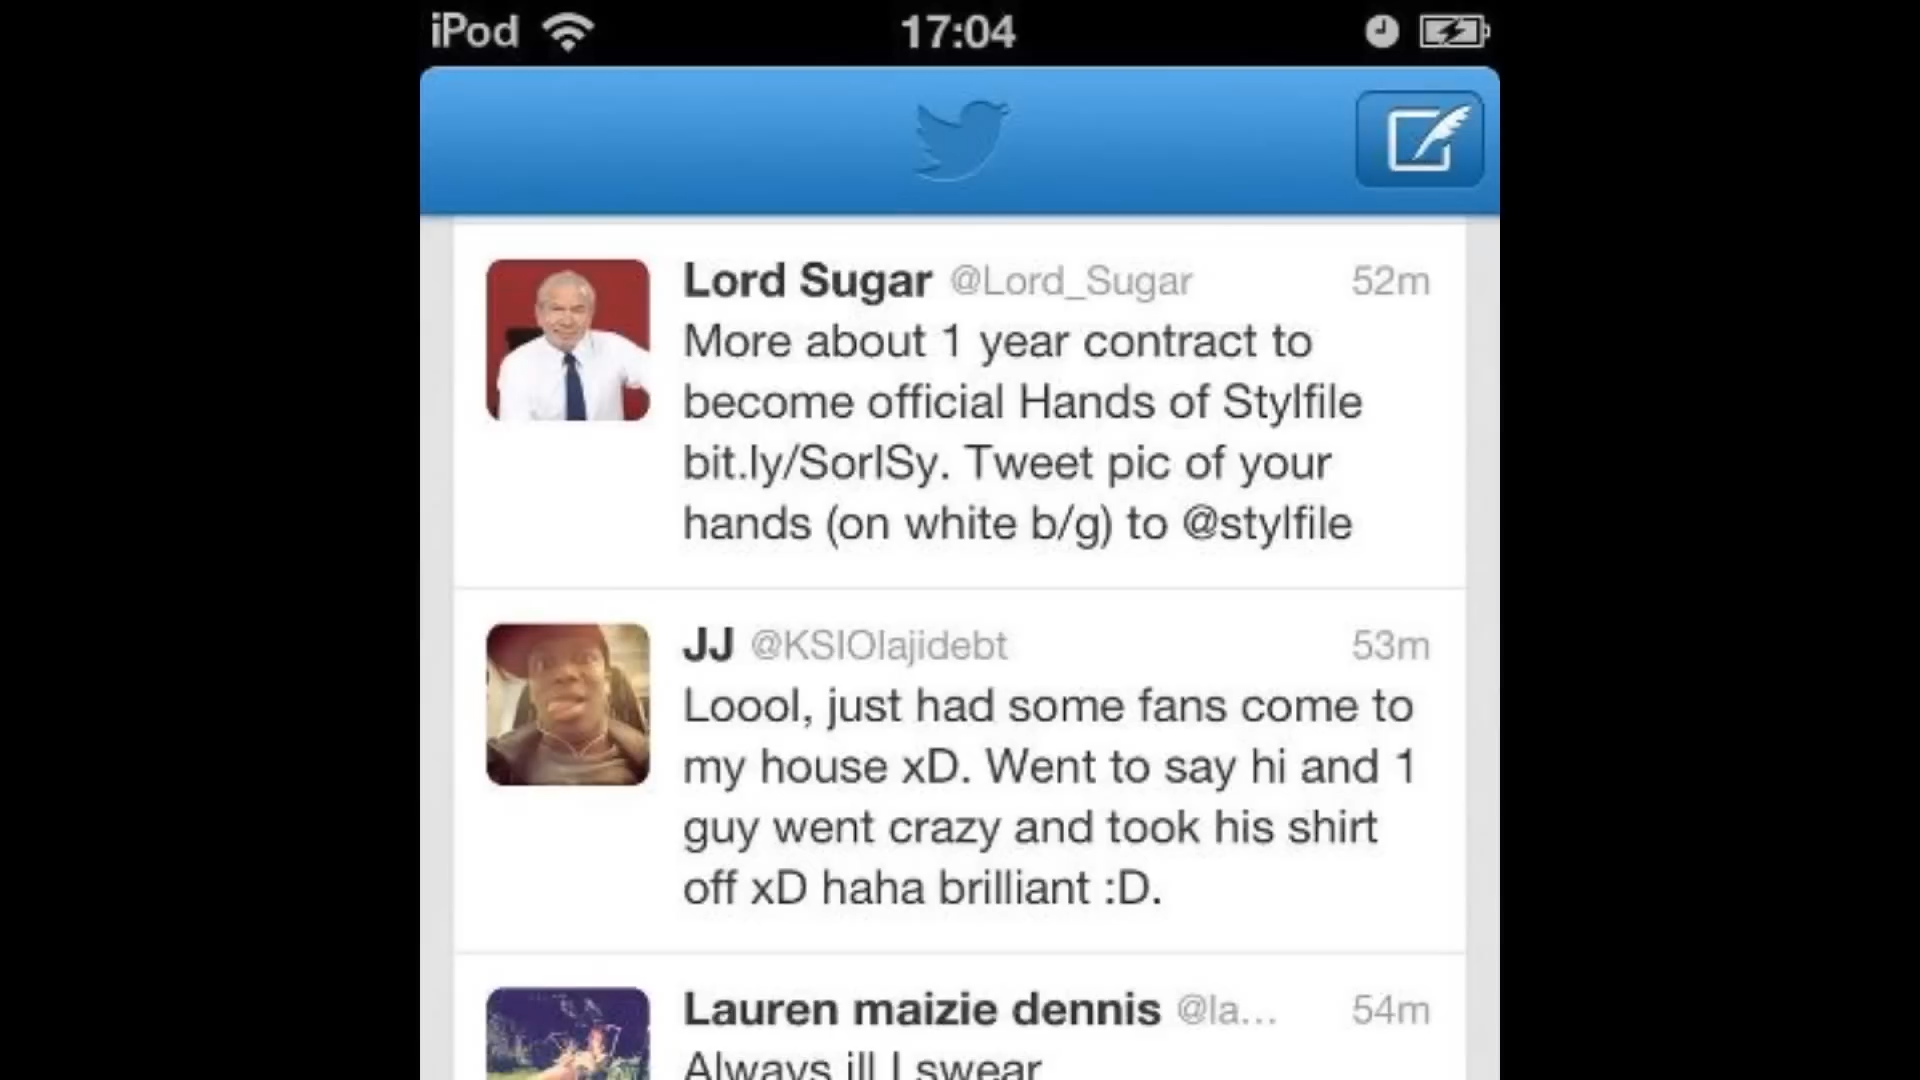 iPod 17:04
Lord Sugar @Lord_Sugar 52m
More about 1 year contract to
become official Hands of Stylfile
bit.ly/SorISy. Tweet pic of your
hands (on white b/g) to @stylfile
JJ @KSIOlajidebt 53m
Loool, just had some fans come to
my house xD. Went to say hi and 1
guy went crazy and took his shirt
off xD haha brilliant :D.
Lauren maizie dennis @la... 54m
Always ill I swear